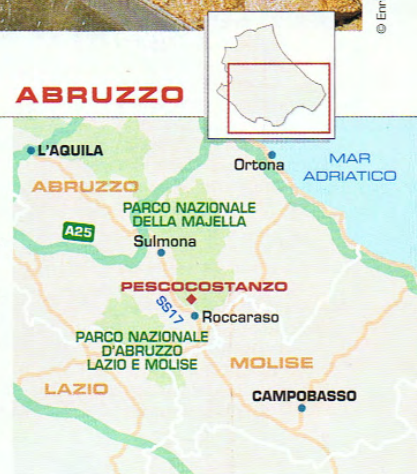 © Enr
ABRUZZO
L'AQUILA
Ortona
MAR
ADRIATICO
ABRUZZO
PARCO NAZIONALE
DELLA MAJELLA
A25
Sulmona
PESCOCOSTANZO
SS17
Roccaraso
PARCO NAZIONALE
D'ABRUZZO
LAZIO E MOLISE
MOLISE
LAZIO
CAMPOBASSO